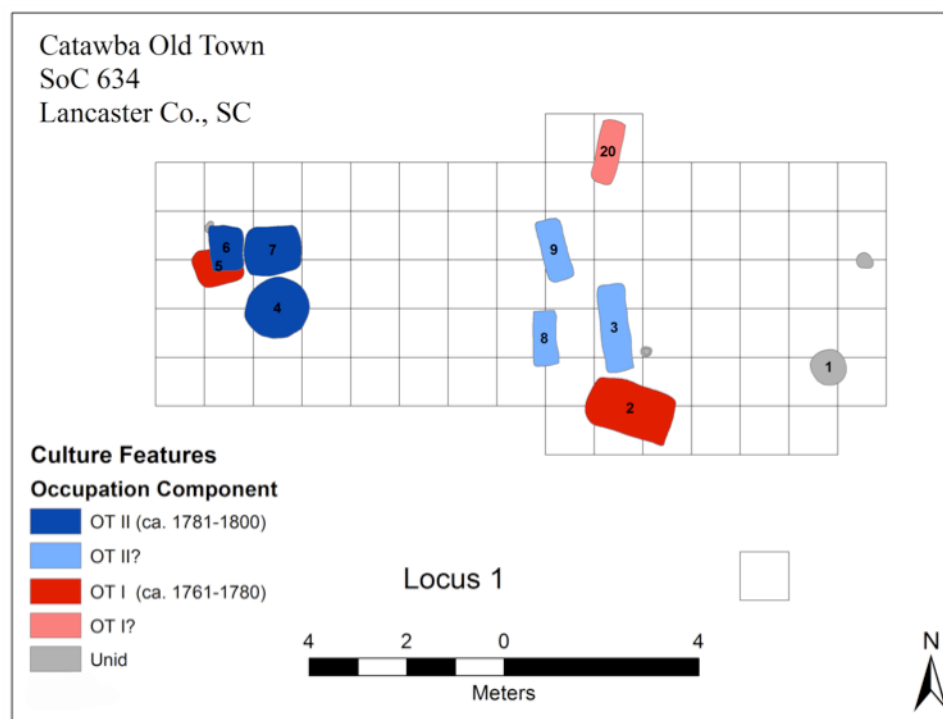 Catawba Old Town
SoC 634
Lancaster Co., SC
20
6
7
9
5
4
3
8
1
2
Culture Features
Occupation Component
OT II (ca. 1781-1800)
OT II?
OT I (ca. 1761-1780)
OT I?
Unid
Locus 1
4 2 0 4
Meters
N